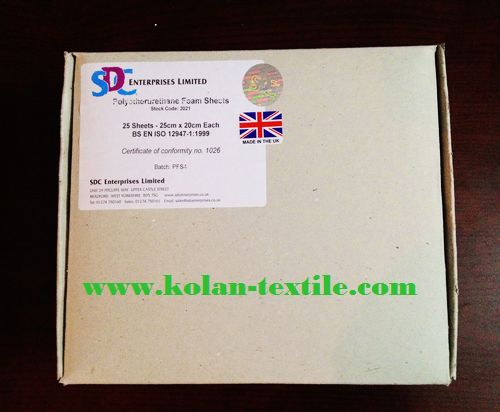 SDC ENTERPRISES LIMITED
Polyetherurethane Foam Sheets
Stock Code: 2021
25 Sheets - 25cm x 20cm Each
BS EN ISO 12947-1:1999
Certificate of conformity no. 1026
Batch: PFS4
MADE IN THE UK
SDC Enterprises Limited
www.kolan-textile.com